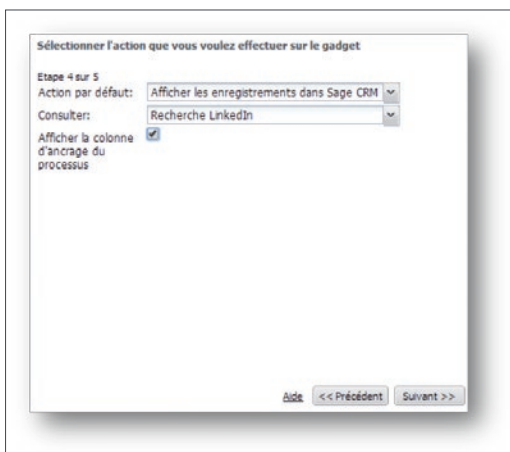 Sélectionner l'action que vous voulez effectuer sur le gadget
Etape 4 sur 5
Action par défaut: Afficher les enregistrements dans Sage CRM
Consulter: Recherche LinkedIn
Afficher la colonne
d'ancrage du
processus
Aide << Précédent Suivant >>